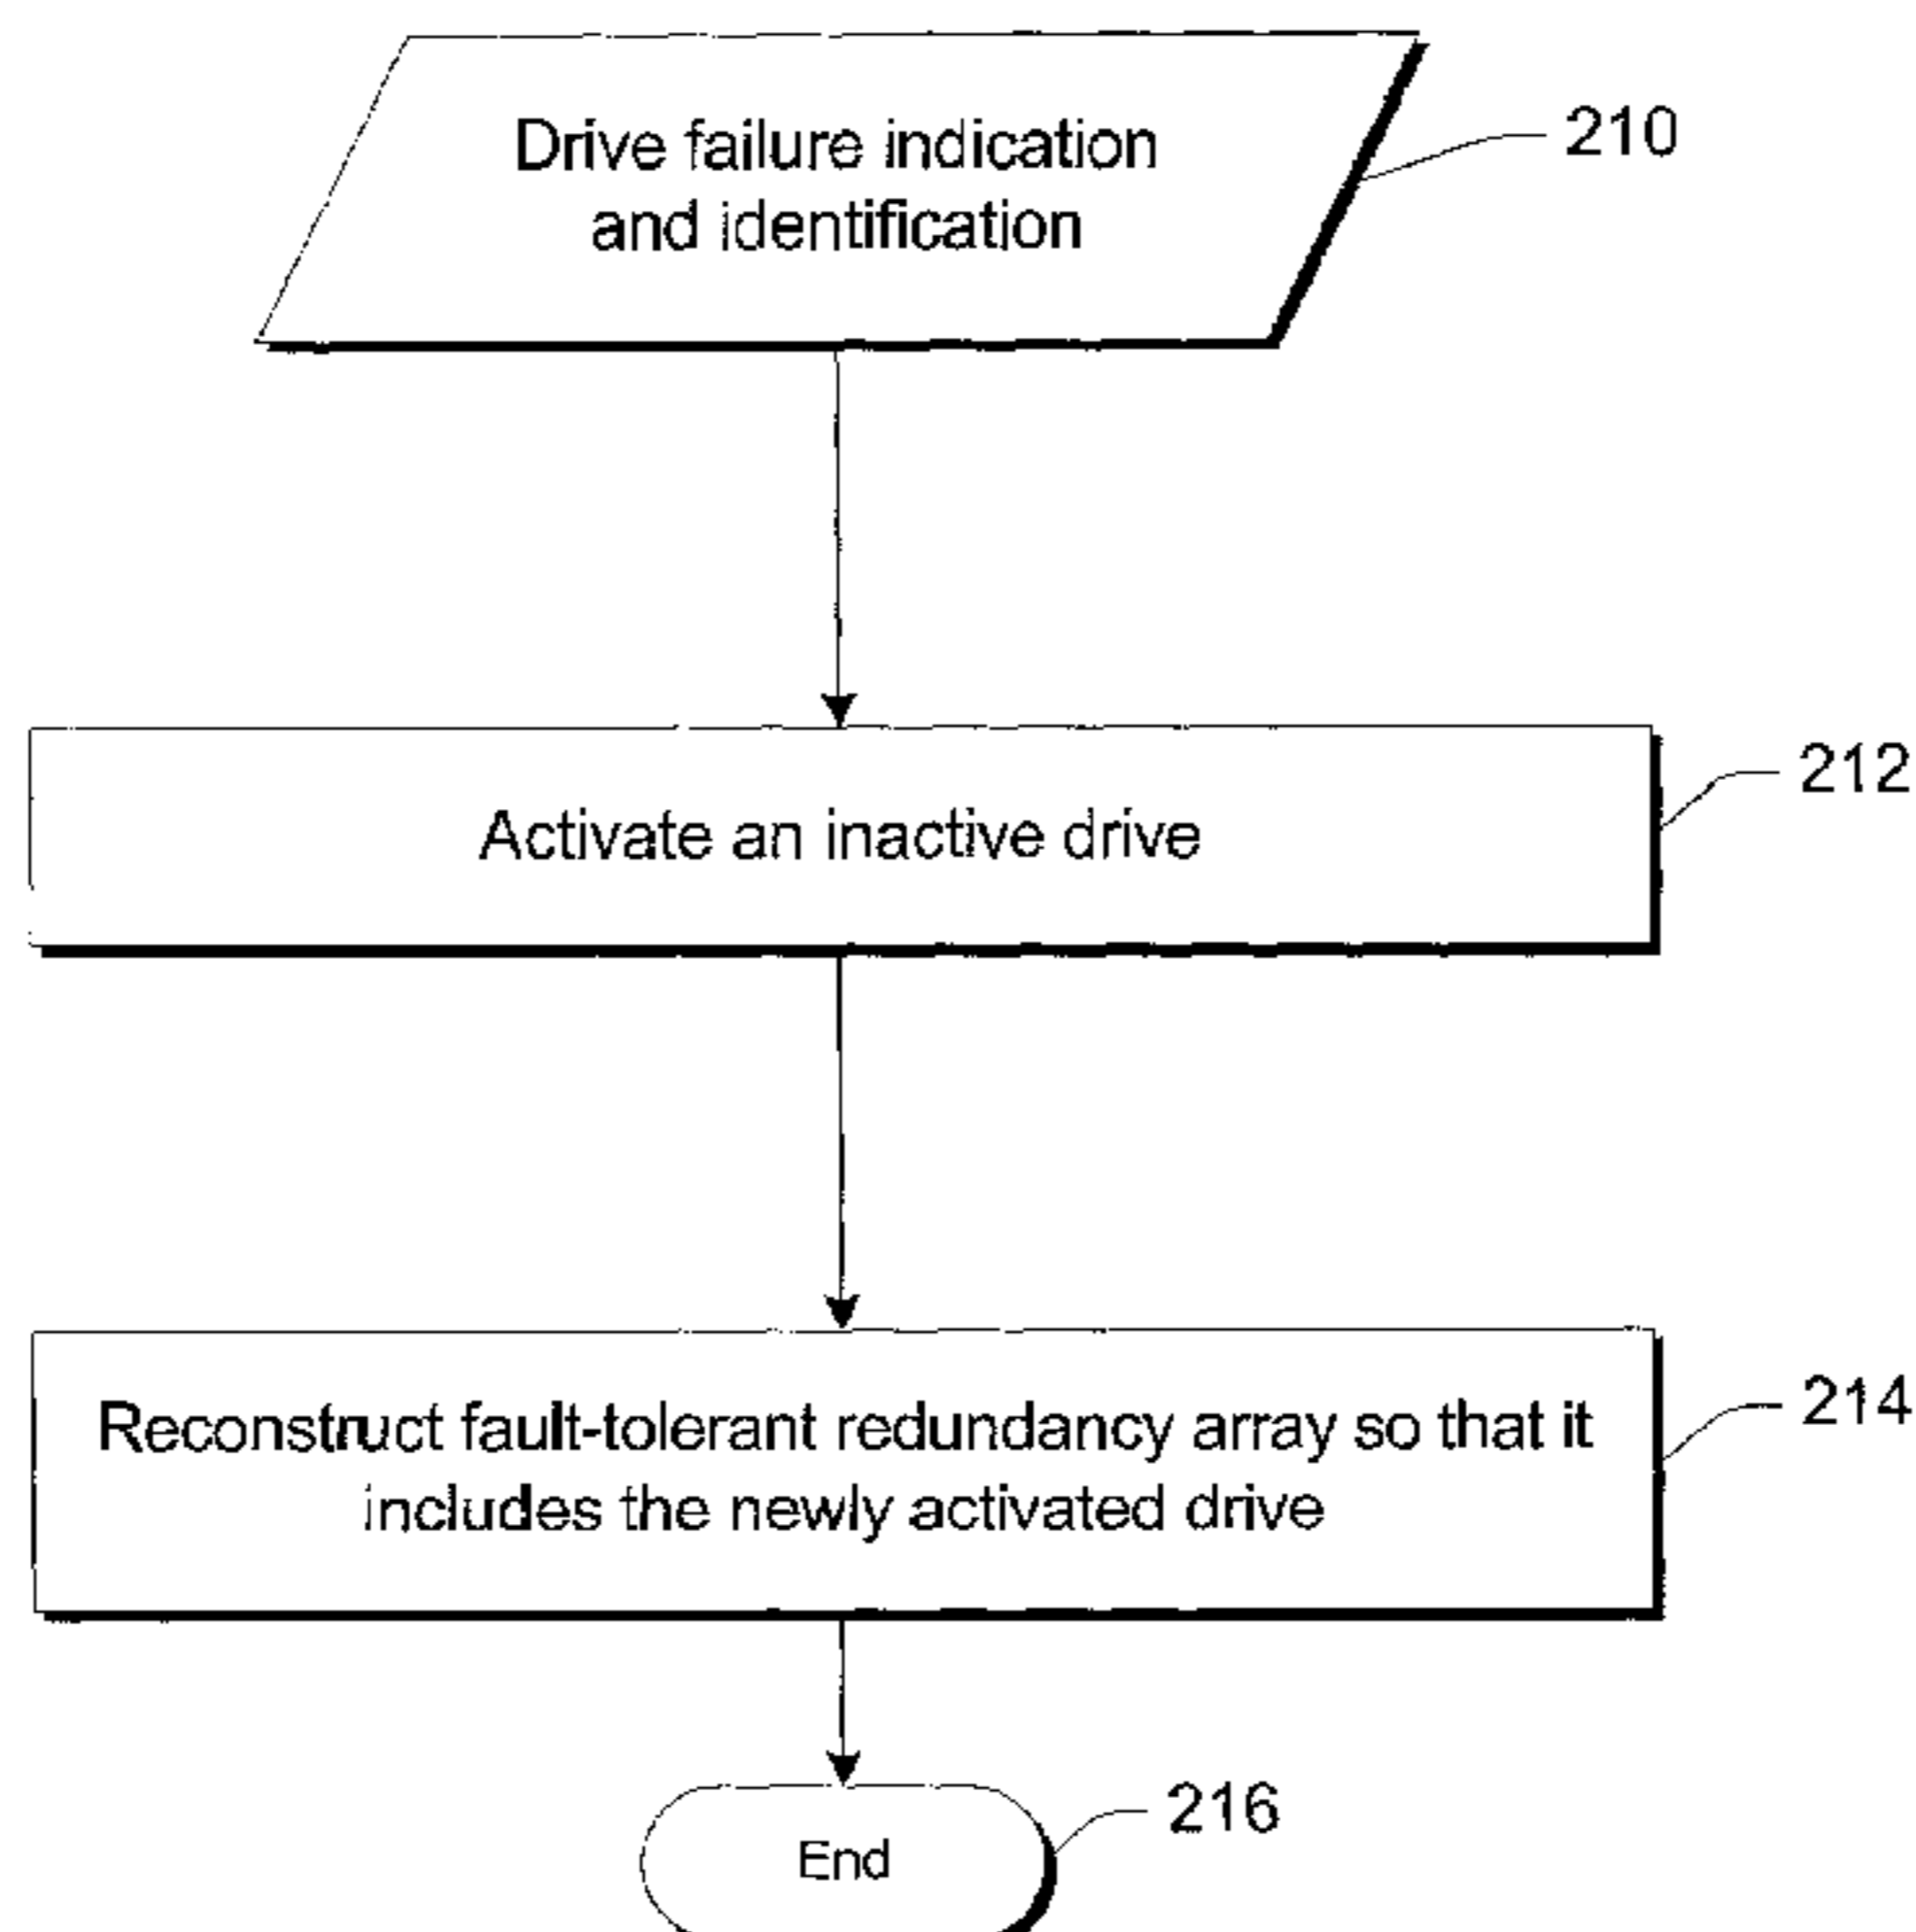 Drive failure indication
and identification
210
Activate an inactive drive
212
Reconstruct fault-tolerant redundancy array so that it
includes the newly activated drive
214
End
216